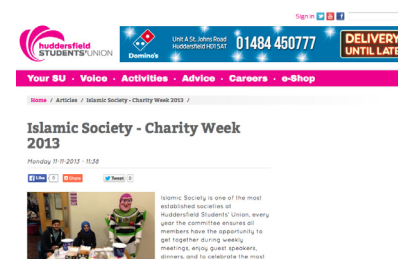 Sign in
huddersfield
STUDENTS'UNION
Domino's
Unit A St. Johns Road
Huddersfield HD1 5AT
01484 450777
DELIVERY
UNTIL LATE
Your SU · Voice · Activities · Advice · Careers · e-Shop
Home / Articles / Islamic Society - Charity Week 2013 /
Islamic Society - Charity Week
2013
Monday 11-11-2013 - 11:38
Like 0 Share Tweet 0
Islamic Society is one of the most
established societies at
Huddersfield Students' Union, every
year the committee ensures all
members have the opportunity to
get together during weekly
meetings, enjoy guest speakers,
dinners, and to celebrate the most